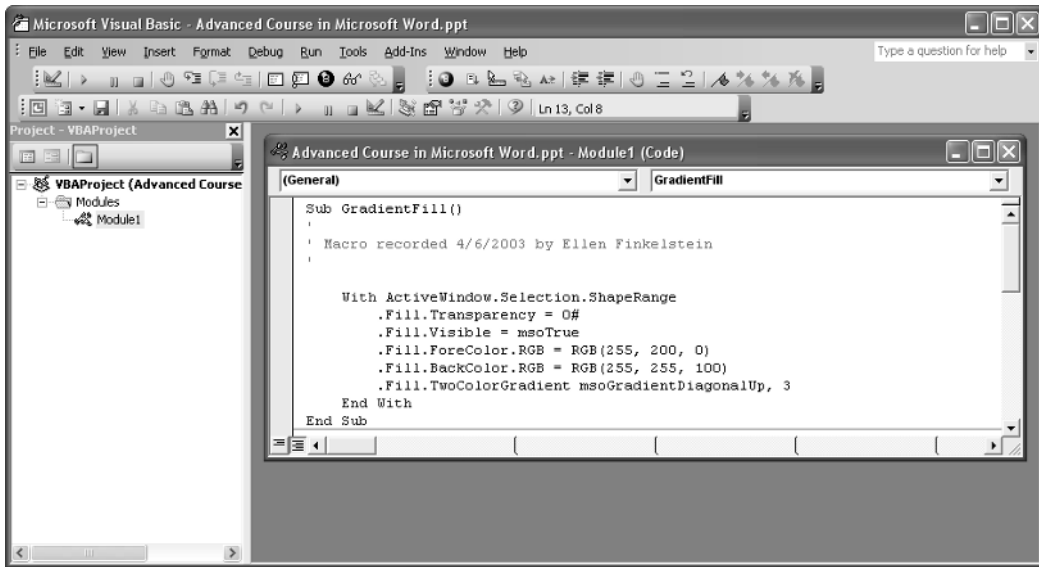 Microsoft Visual Basic - Advanced Course in Microsoft Word.ppt
File Edit View Insert Format Debug Run Tools Add-Ins Window Help
Type a question for help
Ln 13, Col 8
Project - VBAProject
VBAProject (Advanced Course
Modules
Module1
Advanced Course in Microsoft Word.ppt - Module1 (Code)
(General)
GradientFill
Sub GradientFill()
'
' Macro recorded 4/6/2003 by Ellen Finkelstein
'
With ActiveWindow.Selection.ShapeRange
.Fill.Transparency = 0#
.Fill.Visible = msoTrue
.Fill.ForeColor.RGB = RGB(255, 200, 0)
.Fill.BackColor.RGB = RGB(255, 255, 100)
.Fill.TwoColorGradient msoGradientDiagonalUp, 3
End With
End Sub